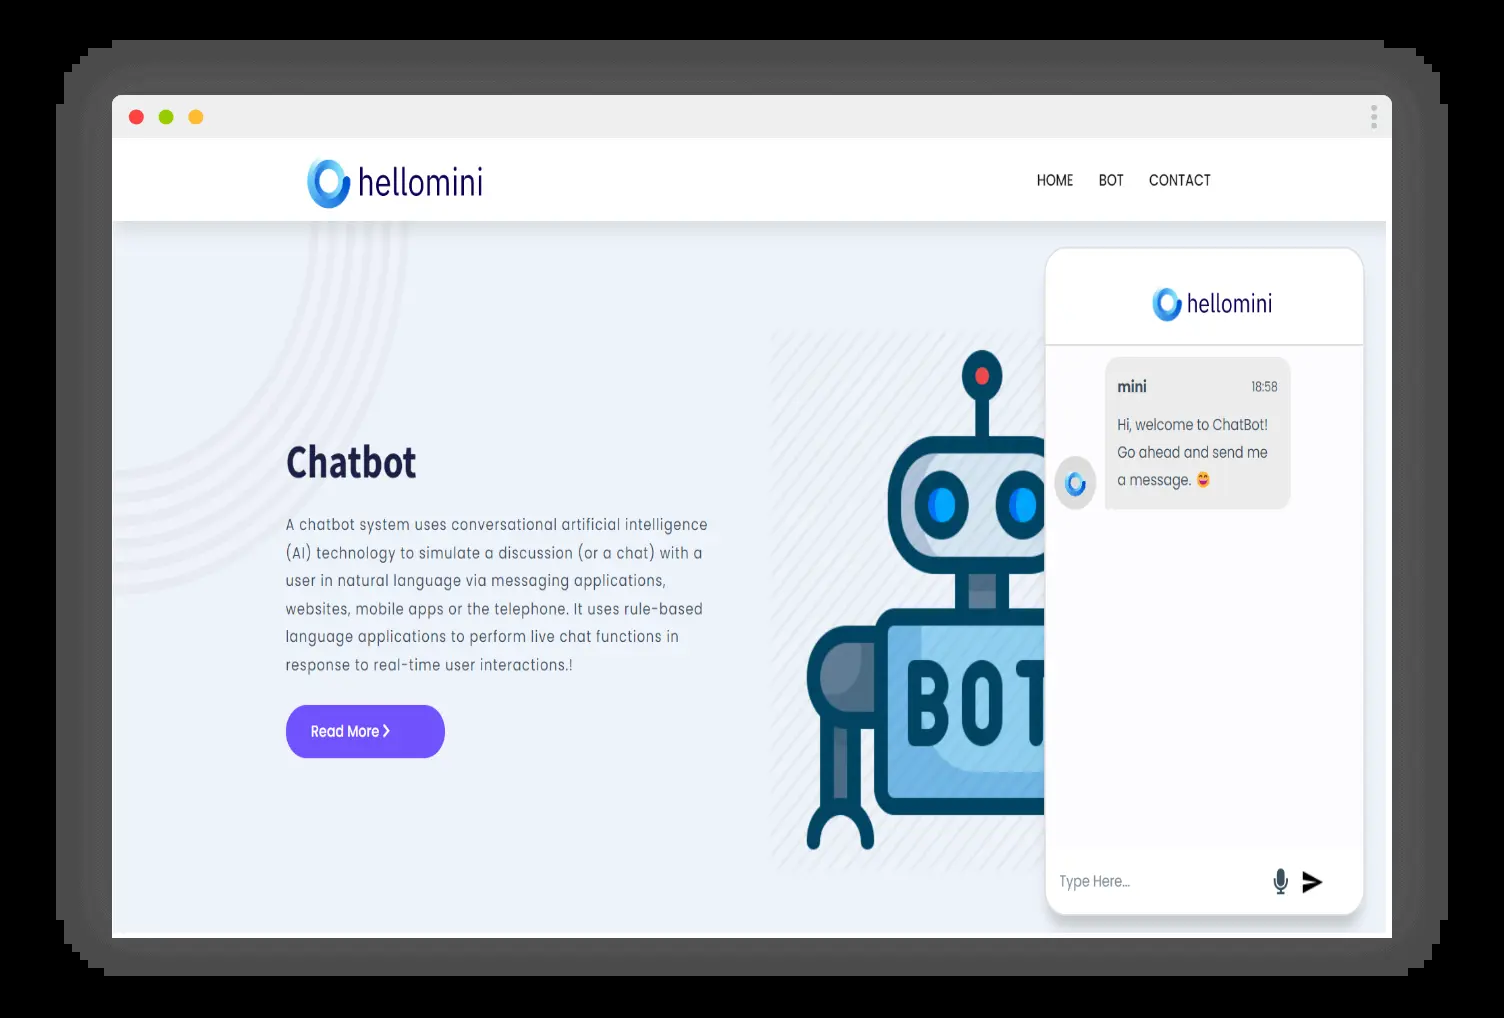 hellomini
HOME BOT CONTACT
Chatbot
A chatbot system uses conversational artificial intelligence
(AI) technology to simulate a discussion (or a chat) with a
user in natural language via messaging applications,
websites, mobile apps or the telephone. It uses rule-based
language applications to perform live chat functions in
response to real-time user interactions.!
Read More
BOT
hellomini
mini 18:58
Hi, welcome to ChatBot!
Go ahead and send me
a message. 😄
Type Here...